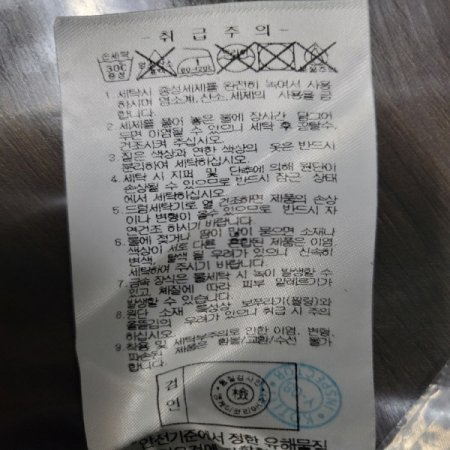 - 취 급 주 의 -
손세탁
30C
중성
1. 세탁시 중성세제를 완전히 녹여서 사용
하시며 염소계, 산소, 세제의 사용을 금
합니다.
2. 세제를 풀어 놓은 물에 장시간 담그어
두면 이염될 수 있으니 세탁 후 탈수
건조시켜 주십시오.
3. 짙은 색상과 연한 색상의 옷은 반드시
분리하여 세탁하십시오.
4. 세탁 시 지퍼 및 단추에 의해 원단이
손상될 수 있으므로 반드시 잠근 상태
에서 세탁하십시오.
5. 드럼세탁기로 열 건조하면 제품의 손상
이나 변형이 올수 있으므로 반드시 자
연건조 하시기 바랍니다.
6. 물에 젖거나 땀이 많이 묻으면 소재나
색상이 서로 다른 혼합된 제품은 이염
변색, 탈색 될 우려가 있으니 신속히
세탁하여 주시기 바랍니다.
7. 금속 장식은 물세탁 시 녹이 발생할 수
있고 체질에 따라 피부 알레르기가
발생할 수 있습니다.
8. 원단 소재 특성상 보푸라기(필링)와
올뜯김의 우려가 있으니 취급 시 주의
하십시오
9. 착용 및 세탁부주의로 인한 이염, 변형,
파손된 제품은 환불/교환/수선 불가
합니다.
검인
품질검사필
檢
INSPECTOR
안전기준에서 정한 유해물질